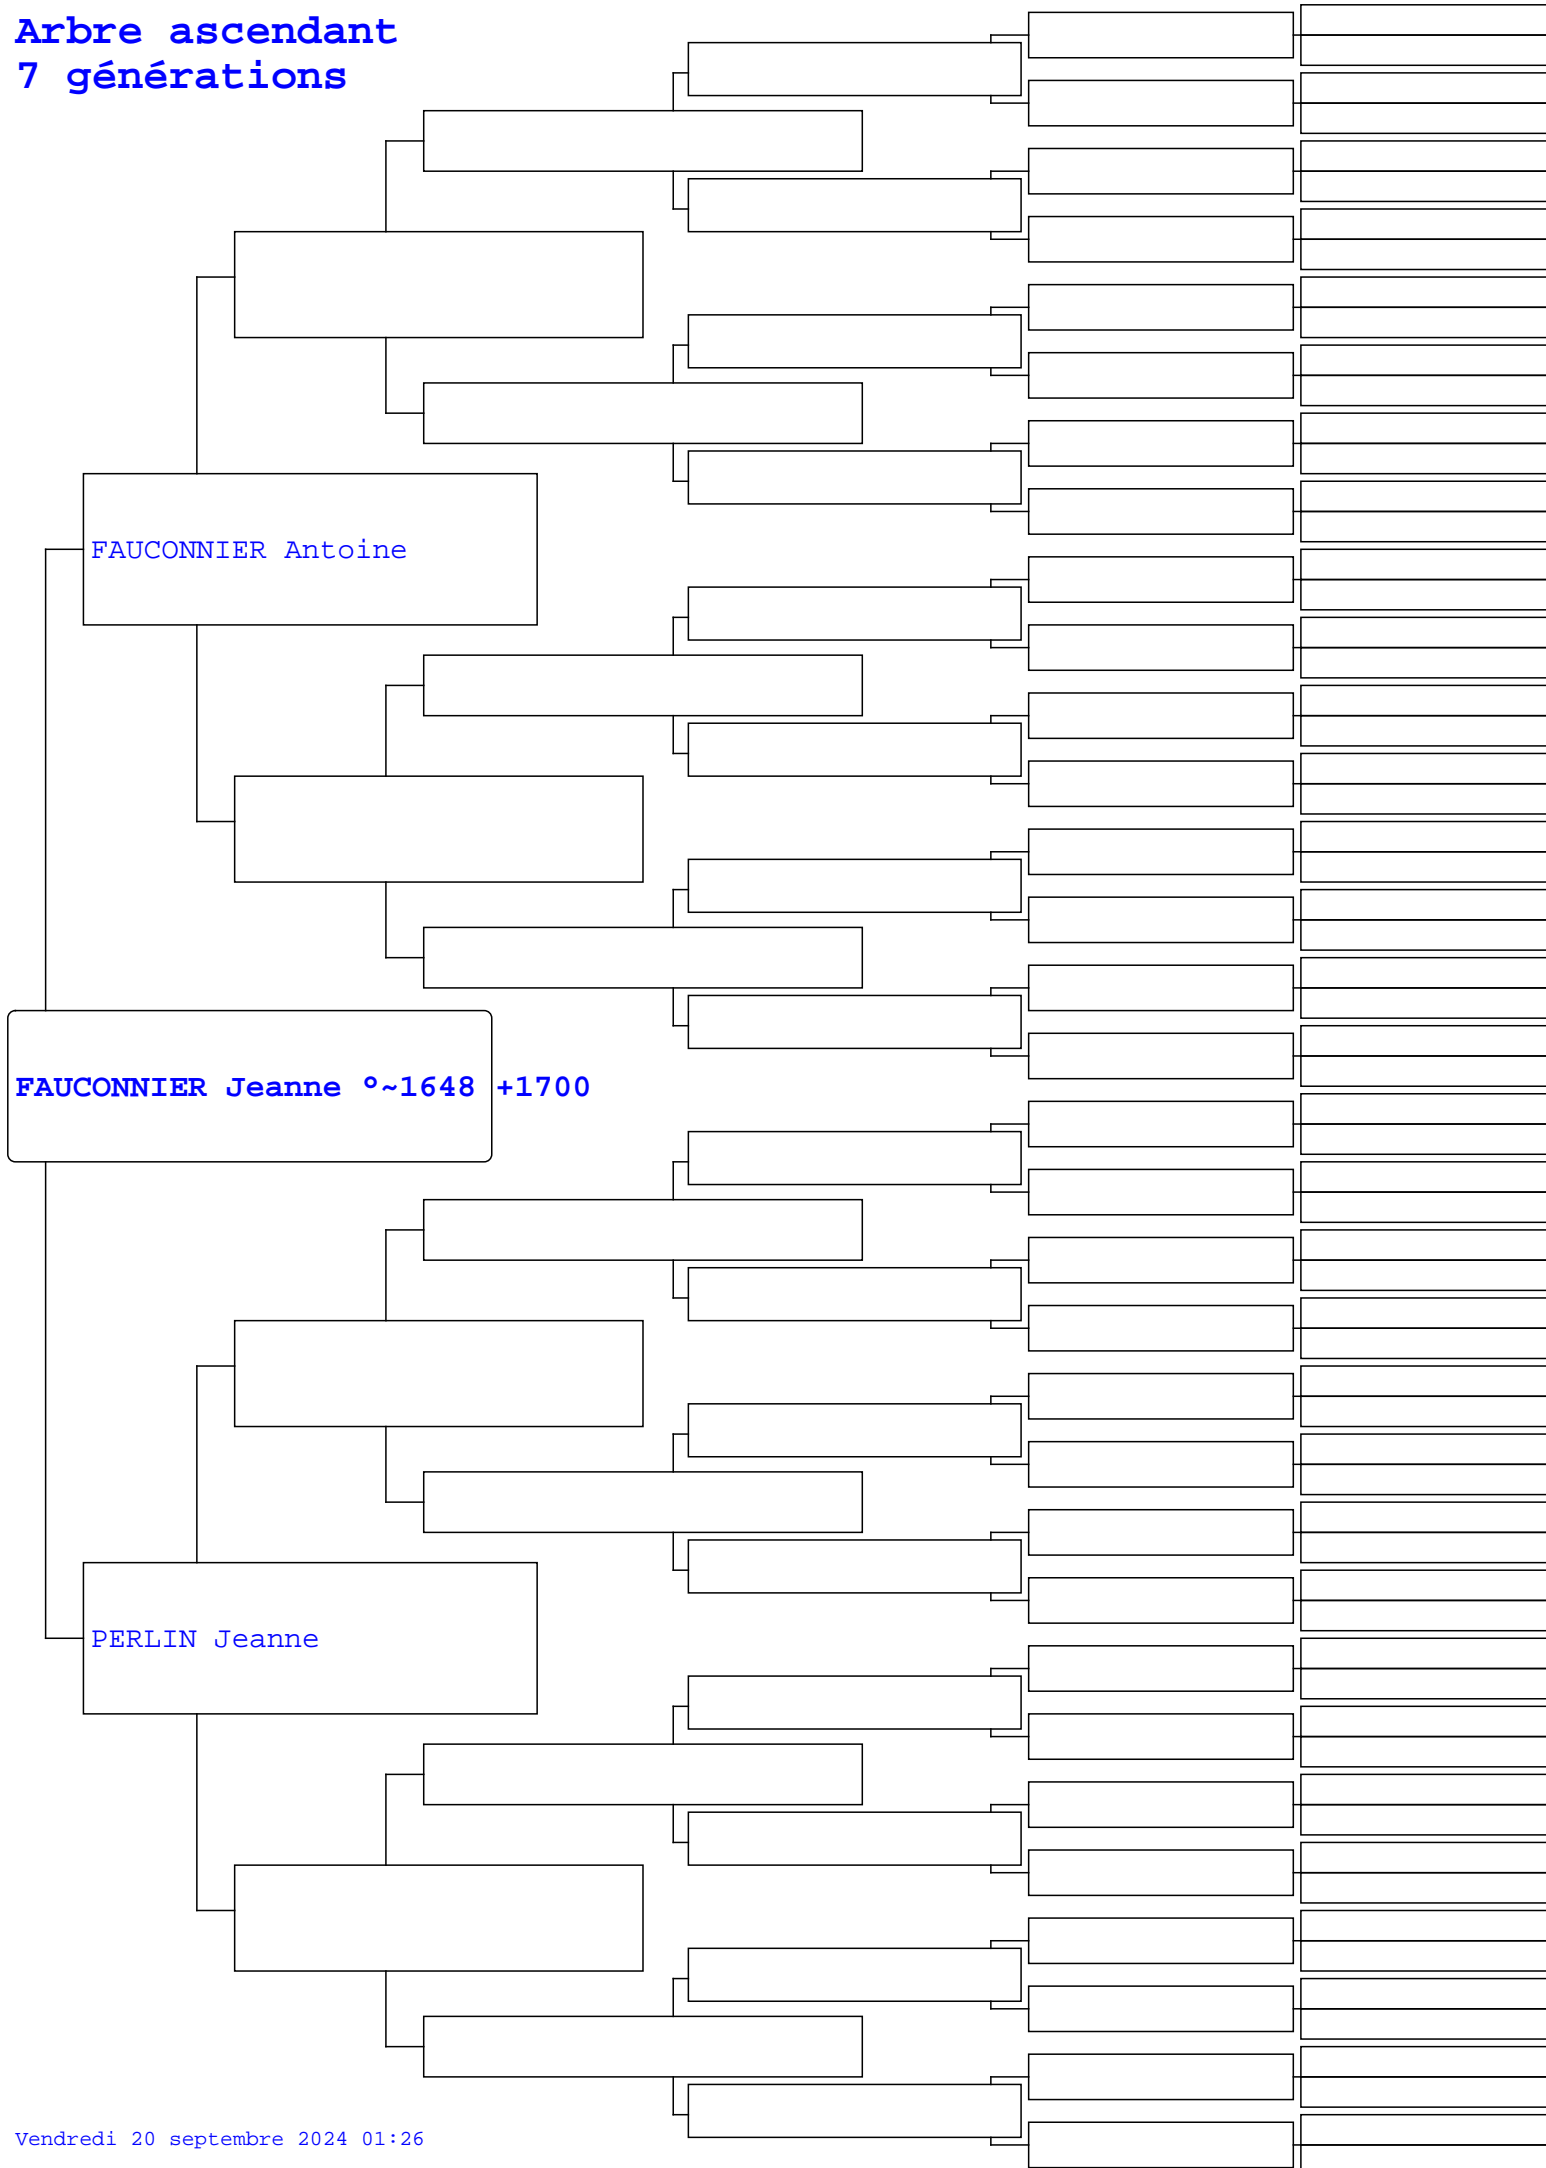 Arbre ascendant
7 générations
FAUCONNIER Antoine
FAUCONNIER Jeanne °~1648 +1700
PERLIN Jeanne
Vendredi 20 septembre 2024 01:26